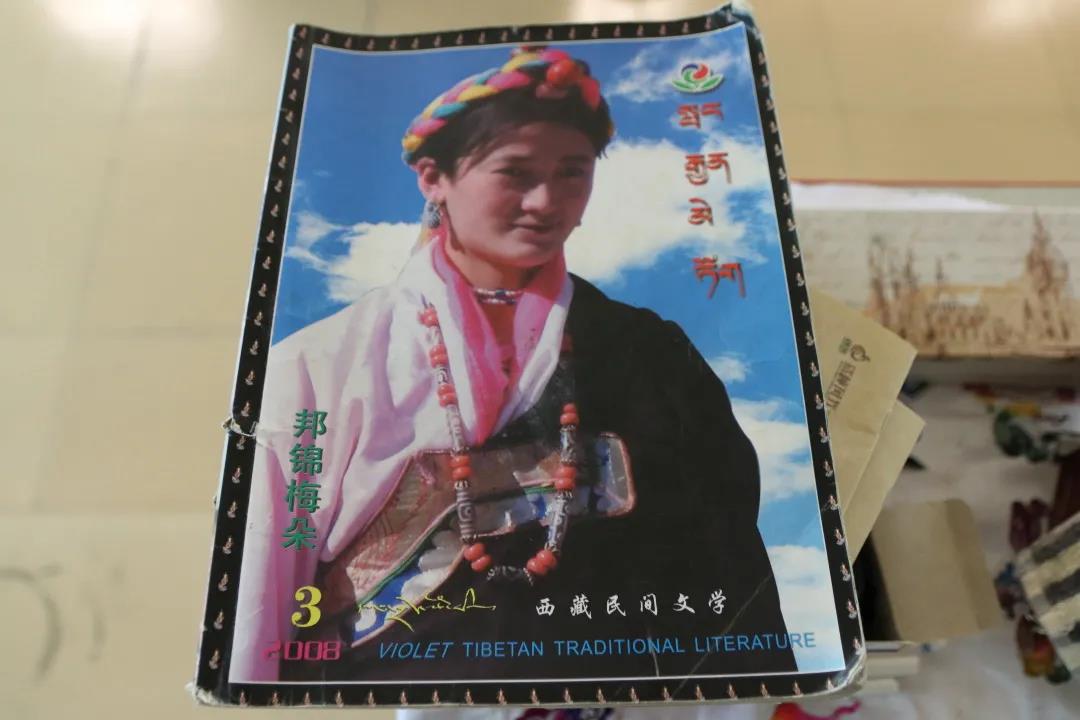 སྤང
རྒྱན
མེ
ཏོག
邦锦梅朵
3
2008
西藏民间文学
VIOLET TIBETAN TRADITIONAL LITERATURE